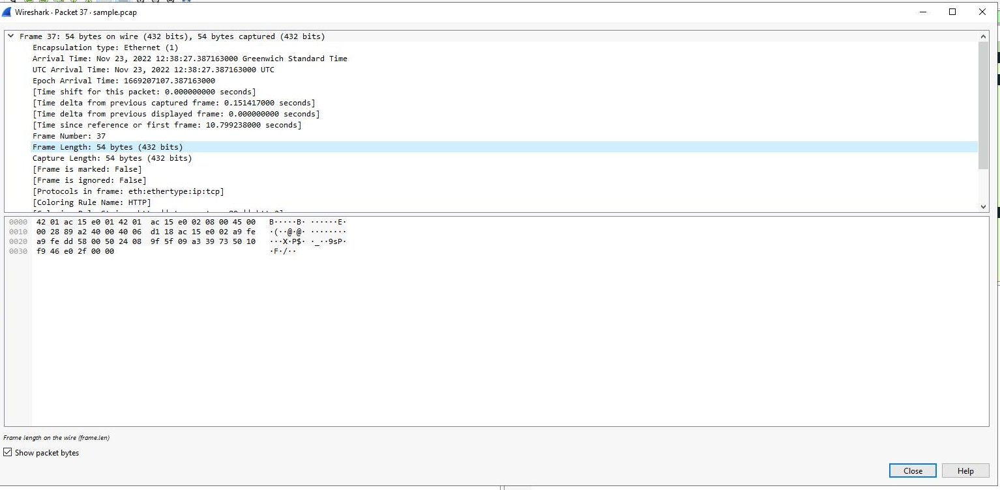 Wireshark · Packet 37 · sample.pcap
Frame 37: 54 bytes on wire (432 bits), 54 bytes captured (432 bits)
Encapsulation type: Ethernet (1)
Arrival Time: Nov 23, 2022 12:38:27.387163000 Greenwich Standard Time
UTC Arrival Time: Nov 23, 2022 12:38:27.387163000 UTC
Epoch Arrival Time: 1669207107.387163000
[Time shift for this packet: 0.000000000 seconds]
[Time delta from previous captured frame: 0.151417000 seconds]
[Time delta from previous displayed frame: 0.000000000 seconds]
[Time since reference or first frame: 10.799238000 seconds]
Frame Number: 37
Frame Length: 54 bytes (432 bits)
Capture Length: 54 bytes (432 bits)
[Frame is marked: False]
[Frame is ignored: False]
[Protocols in frame: eth:ethertype:ip:tcp]
[Coloring Rule Name: HTTP]
0000 42 01 ac 15 e0 01 42 01 ac 15 e0 02 08 00 45 00 B·····B· ······E·
0010 00 28 89 a2 40 00 40 06 d1 18 ac 15 e0 02 a9 fe ·(··@·@· ········
0020 a9 fe dd 58 00 50 24 08 9f 5f 09 a3 39 73 50 10 ···X·P$· ·_··9sP·
0030 f9 46 e0 2f 00 00 ·F·/··
Frame length on the wire (frame.len)
Show packet bytes
Close Help